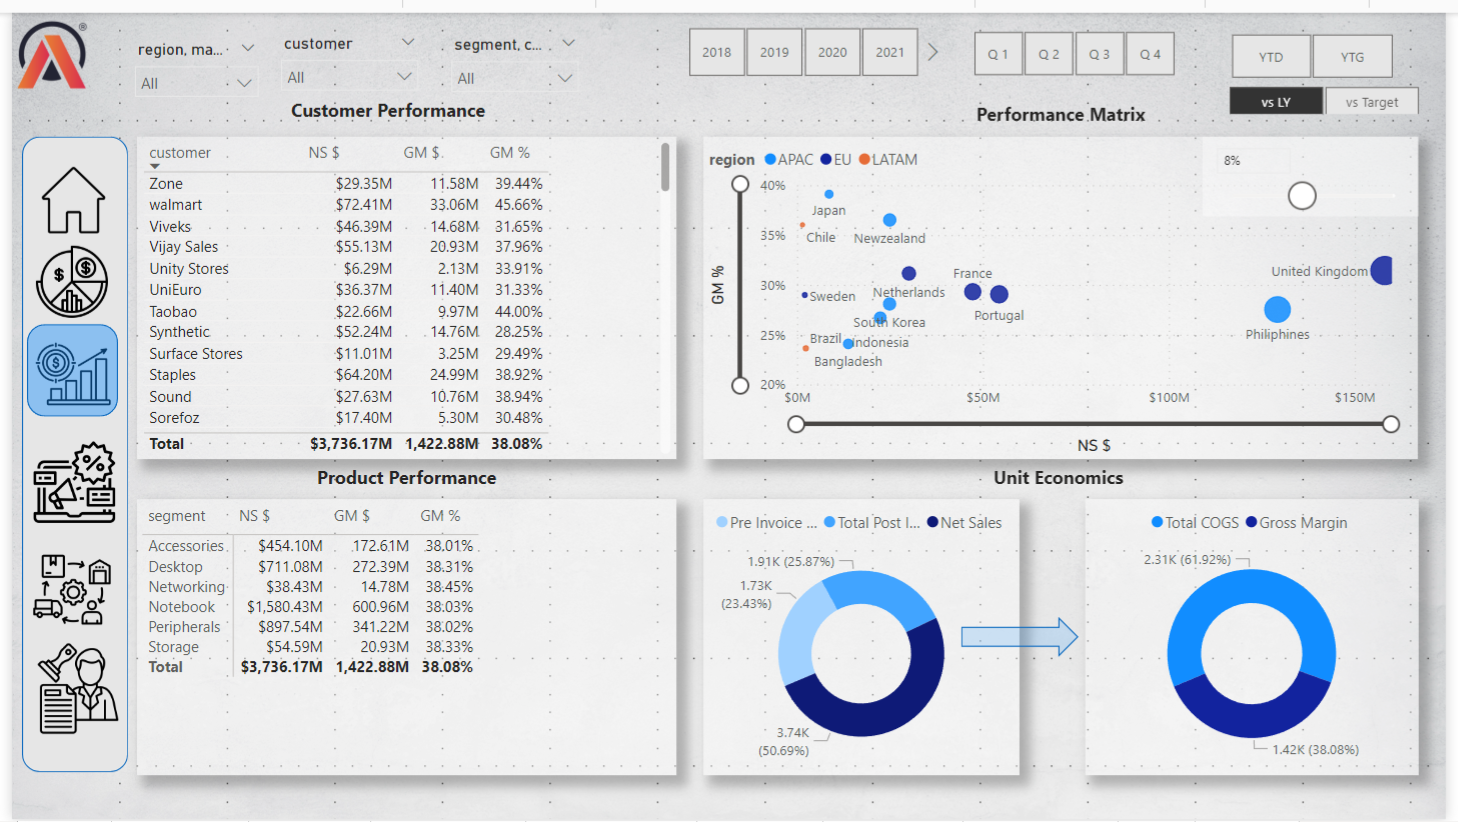 region, ma...
All
customer
All
segment, c...
All
2018 2019 2020 2021
Q 1 Q 2 Q 3 Q 4
YTD YTG
vs LY vs Target
Customer Performance
customer NS $ GM $. GM %
Zone $29.35M 11.58M 39.44%
walmart $72.41M 33.06M 45.66%
Viveks $46.39M 14.68M 31.65%
Vijay Sales $55.13M 20.93M 37.96%
Unity Stores $6.29M 2.13M 33.91%
UniEuro $36.37M 11.40M 31.33%
Taobao $22.66M 9.97M 44.00%
Synthetic $52.24M 14.76M 28.25%
Surface Stores $11.01M 3.25M 29.49%
Staples $64.20M 24.99M 38.92%
Sound $27.63M 10.76M 38.94%
Sorefoz $17.40M 5.30M 30.48%
Total $3,736.17M 1,422.88M 38.08%
Performance Matrix
region APAC EU LATAM
8%
40%
35%
30%
25%
20%
GM %
Japan
Chile
Newzealand
France
United Kingdom
Sweden
Netherlands
Portugal
South Korea
Philiphines
Brazil
Indonesia
Bangladesh
$0M $50M $100M $150M
NS $
Product Performance
segment NS $ GM $ GM %
Accessories $454.10M 172.61M 38.01%
Desktop $711.08M 272.39M 38.31%
Networking $38.43M 14.78M 38.45%
Notebook $1,580.43M 600.96M 38.03%
Peripherals $897.54M 341.22M 38.02%
Storage $54.59M 20.93M 38.33%
Total $3,736.17M 1,422.88M 38.08%
Unit Economics
Pre Invoice ... Total Post I... Net Sales
1.91K (25.87%)
1.73K
(23.43%)
3.74K
(50.69%)
Total COGS Gross Margin
2.31K (61.92%)
1.42K (38.08%)